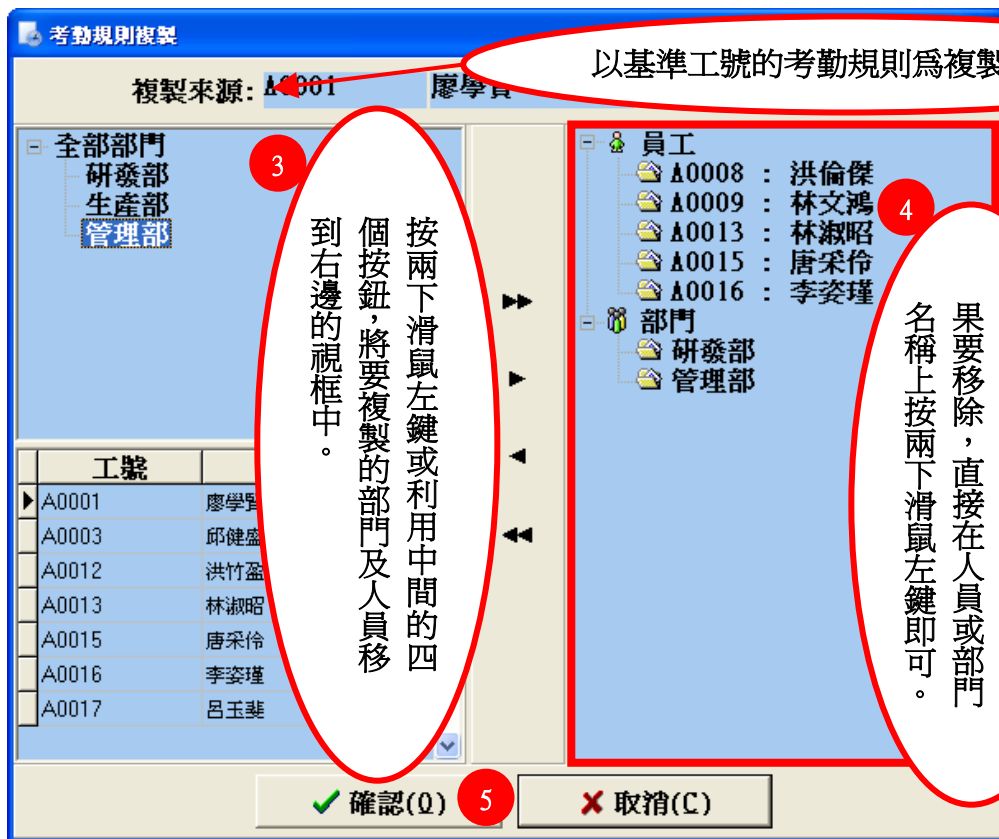 考勤規則複製
以基準工號的考勤規則為複製
複製來源: A0001 廖學賢
全部部門
研發部
生產部
管理部
3
按兩下滑鼠左鍵或利用中間的四
個按鈕，將要複製的部門及人員移
到右邊的視框中。
員工
A0008 : 洪倫傑
A0009 : 林文鴻
A0013 : 林淑昭
A0015 : 唐采伶
A0016 : 李姿瑾
部門
研發部
管理部
4
果要移除，直接在人員或部門
名稱上按兩下滑鼠左鍵即可。
工號
A0001 廖學賢
A0003 邱健盛
A0012 洪竹盈
A0013 林淑昭
A0015 唐采伶
A0016 李姿瑾
A0017 呂玉斐
確認(O)
5
取消(C)